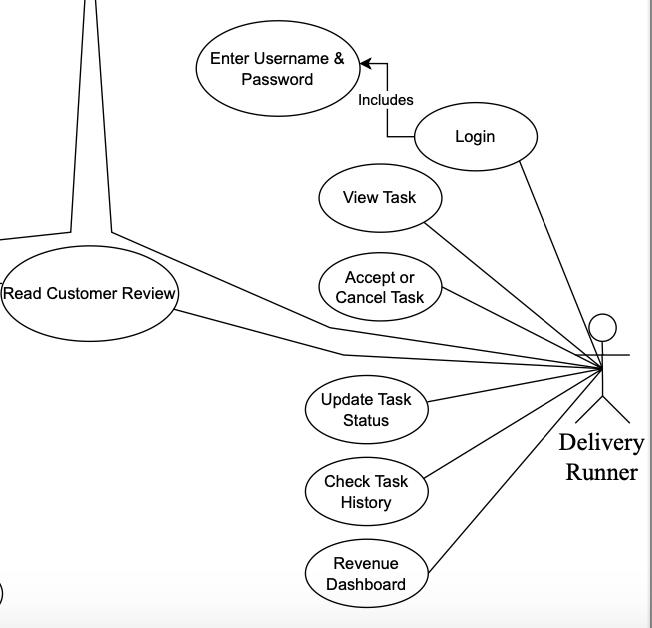 Enter Username &
Password
Includes
Login
View Task
Accept or
Cancel Task
Read Customer Review
Update Task
Status
Delivery
Runner
Check Task
History
Revenue
Dashboard